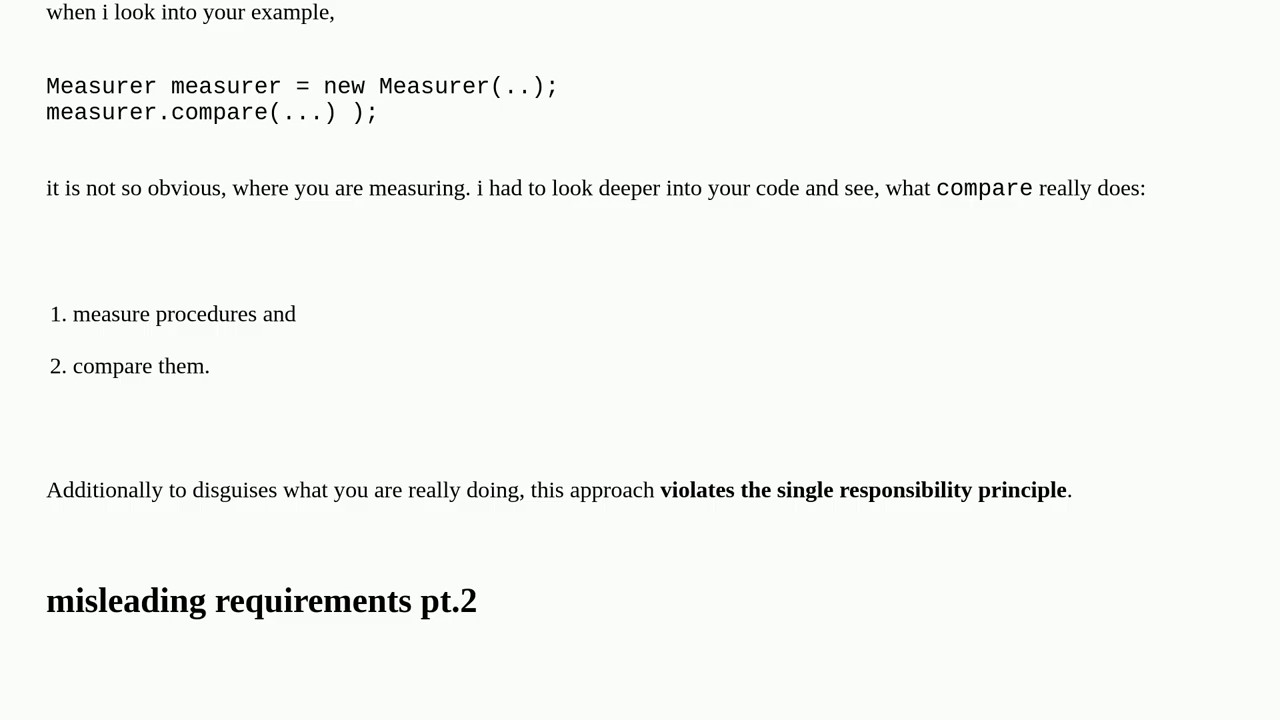 when i look into your example,
Measurer measurer = new Measurer(..);
measurer.compare(...) );
it is not so obvious, where you are measuring. i had to look deeper into your code and see, what compare really does:
1. measure procedures and
2. compare them.
Additionally to disguises what you are really doing, this approach violates the single responsibility principle.
misleading requirements pt.2